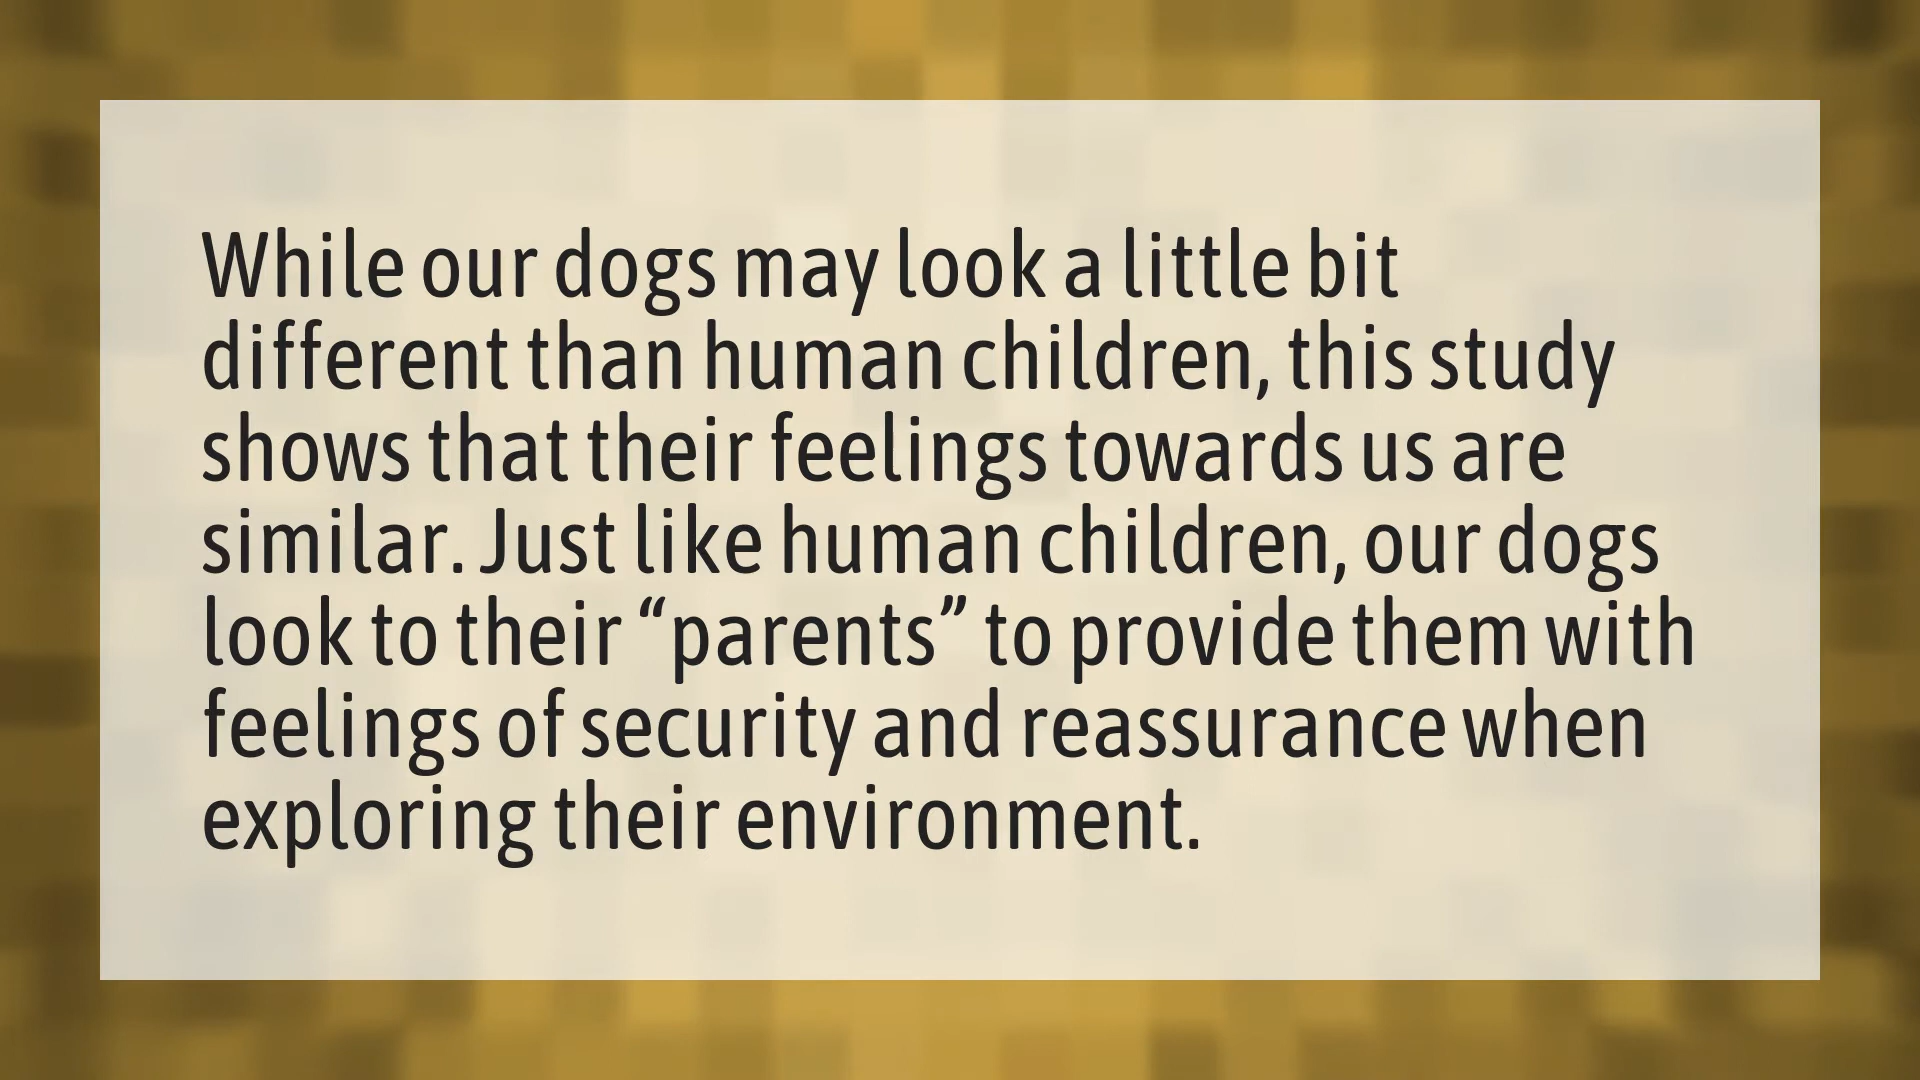 While our dogs may look a little bit
different than human children, this study
shows that their feelings towards us are
similar. Just like human children, our dogs
look to their “parents” to provide them with
feelings of security and reassurance when
exploring their environment.